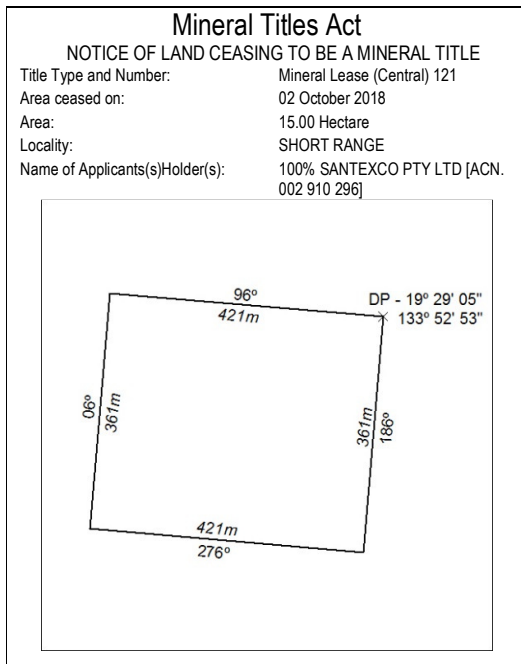 Mineral Titles Act
NOTICE OF LAND CEASING TO BE A MINERAL TITLE
Title Type and Number: Mineral Lease (Central) 121
Area ceased on: 02 October 2018
Area: 15.00 Hectare
Locality: SHORT RANGE
Name of Applicants(s)Holder(s): 100% SANTEXCO PTY LTD [ACN.
002 910 296]
96º
421m
DP - 19º 29' 05"
133º 52' 53"
06º
361m
361m
186º
421m
276º